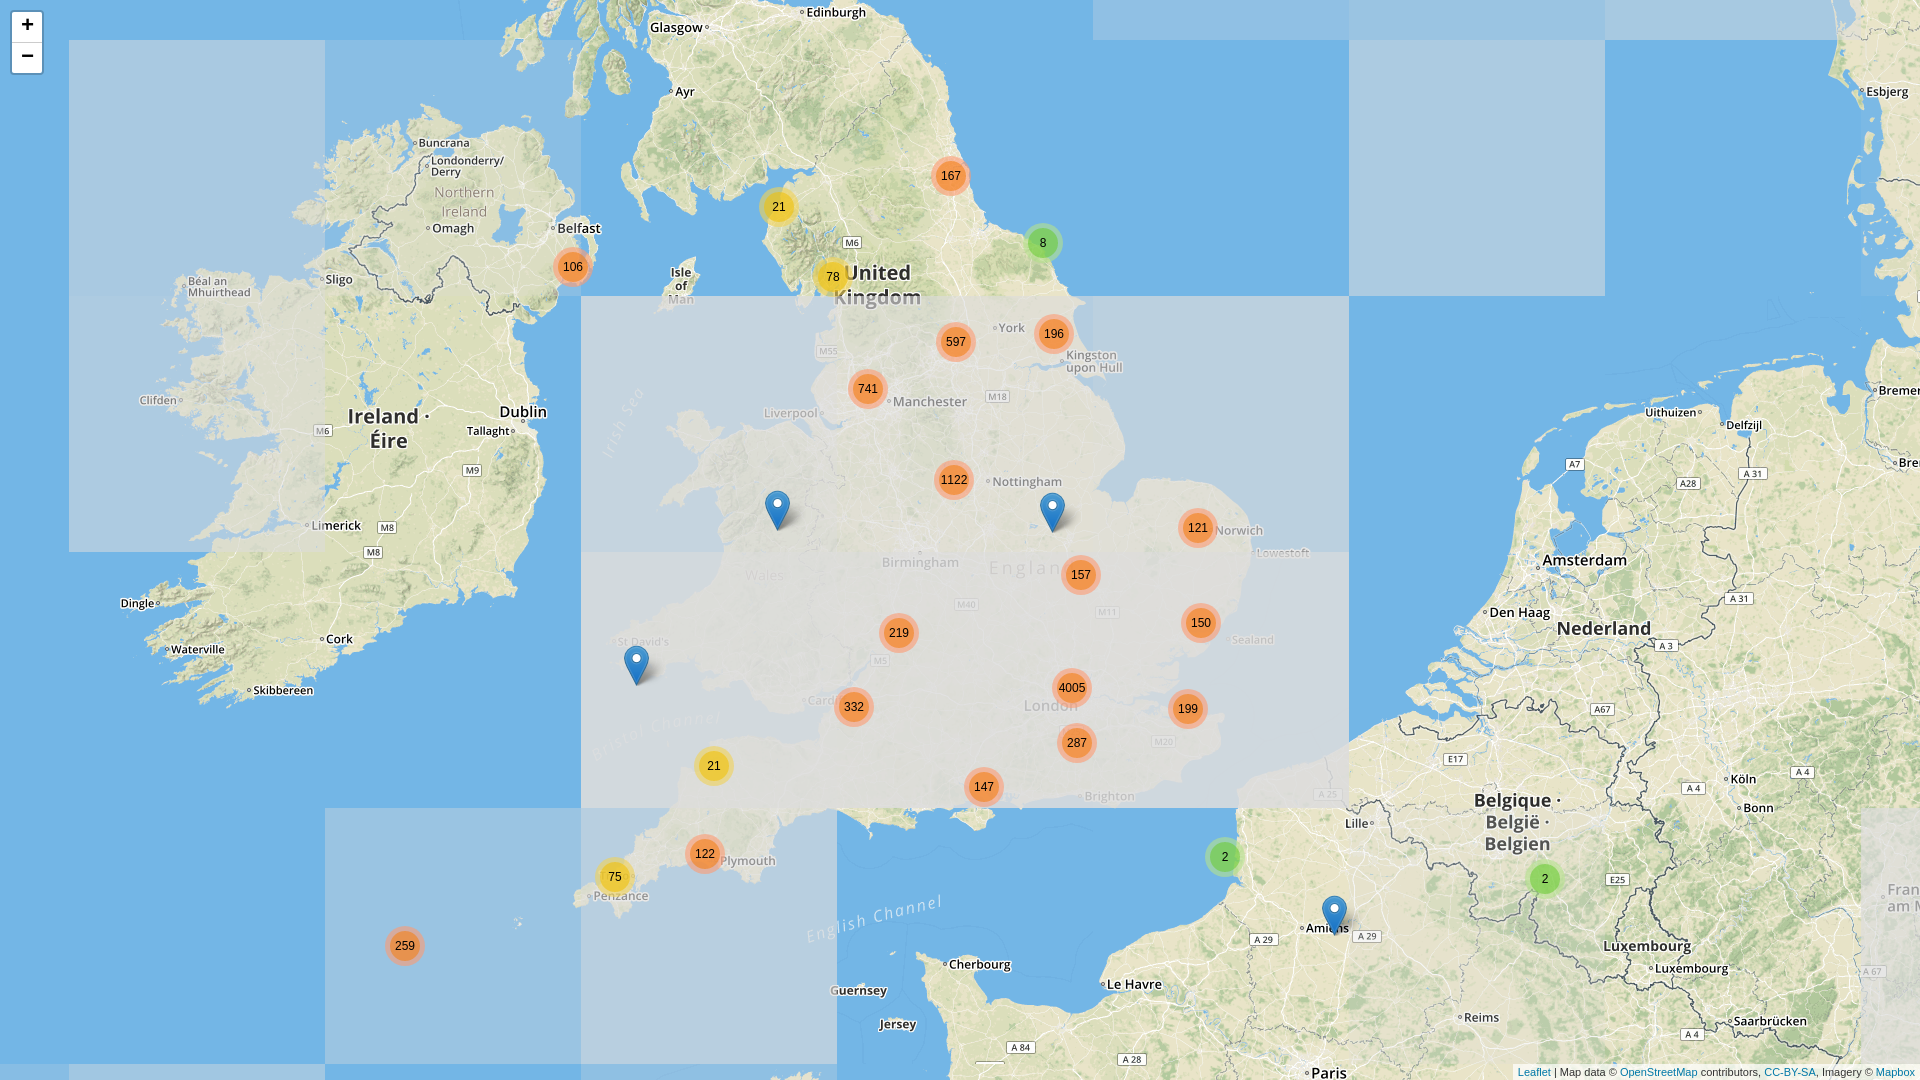 +
−
Edinburgh
Glasgow
Ayr
Esbjerg
Buncrana
Londonderry/
Derry
167
Northern
Ireland
21
Omagh
Belfast
M6
8
106
Isle
of
Man
78
United
Kingdom
Béal an
Mhuirthead
Sligo
York
196
597
M55
Kingston
upon Hull
741
Manchester
M18
Clifden
Liverpool
Irish Sea
Ireland ·
Éire
Dublin
Tallaght
M6
M9
Uithuizen
Delfzijl
Bremer
Bre
A7
A 31
A28
1122
Nottingham
121
Norwich
Limerick
M8
M8
Lowestoft
Birmingham
Englan
Wales
157
Amsterdam
A 31
Dingle
M40
M11
Den Haag
Nederland
150
219
Cork
St David's
Sealand
A 3
Waterville
M5
Skibbereen
4005
Cardi
332
London
199
A67
Bristol Channel
287
M20
E17
21
147
Brighton
A 25
Köln
A 4
A 4
Bonn
Belgique ·
België ·
Belgien
Lille
122
Plymouth
2
75
Penzance
2
E25
Fran
am M
English Channel
259
Amiens
A 29
A 29
Luxembourg
Cherbourg
Luxembourg
A 67
Le Havre
Guernsey
Jersey
Reims
Saarbrücken
A 84
A 28
A 4
Paris
Leaflet | Map data © OpenStreetMap contributors, CC-BY-SA, Imagery © Mapbox